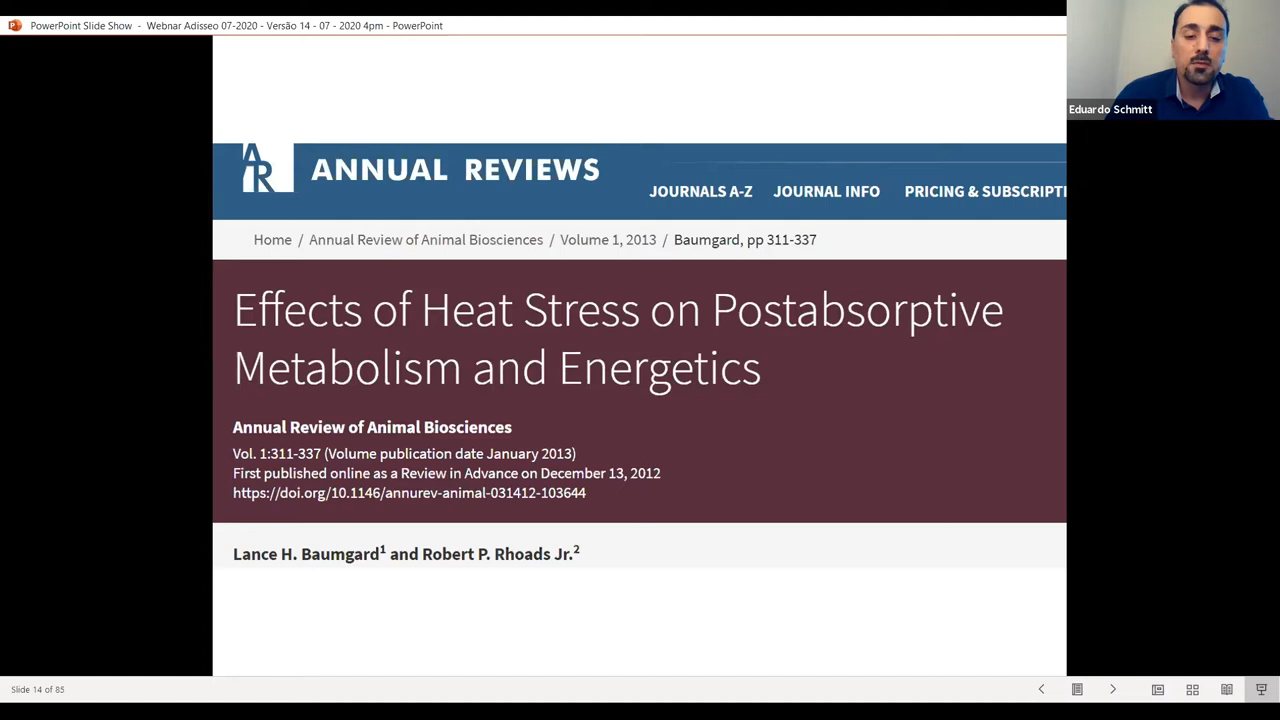 PowerPoint Slide Show - Webnar Adisseo 07-2020 - Versão 14 - 07 - 2020 4pm - PowerPoint
Eduardo Schmitt
AR
ANNUAL REVIEWS
JOURNALS A-Z JOURNAL INFO PRICING & SUBSCRIPTI
Home / Annual Review of Animal Biosciences / Volume 1, 2013 / Baumgard, pp 311-337
Effects of Heat Stress on Postabsorptive
Metabolism and Energetics
Annual Review of Animal Biosciences
Vol. 1:311-337 (Volume publication date January 2013)
First published online as a Review in Advance on December 13, 2012
https://doi.org/10.1146/annurev-animal-031412-103644
Lance H. Baumgard¹ and Robert P. Rhoads Jr.²
Slide 14 of 85